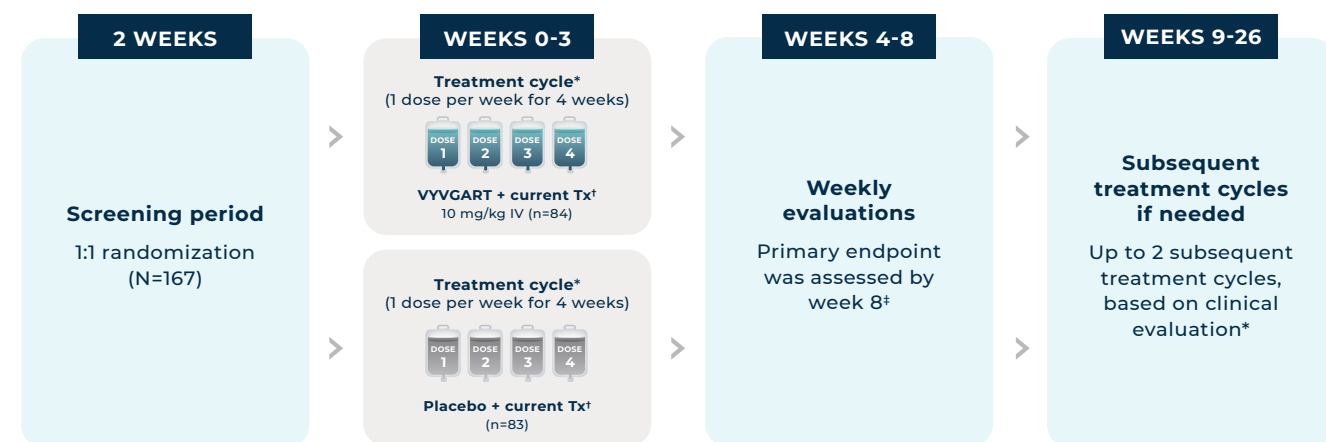 2 WEEKS
Screening period
1:1 randomization
(N=167)
WEEKS 0-3
Treatment cycle*
(1 dose per week for 4 weeks)
DOSE 1
DOSE 2
DOSE 3
DOSE 4
VYVGART + current Tx†
10 mg/kg IV (n=84)
Treatment cycle*
(1 dose per week for 4 weeks)
DOSE 1
DOSE 2
DOSE 3
DOSE 4
Placebo + current Tx†
(n=83)
WEEKS 4-8
Weekly
evaluations
Primary endpoint
was assessed by
week 8‡
WEEKS 9-26
Subsequent
treatment cycles
if needed
Up to 2 subsequent
treatment cycles,
based on clinical
evaluation*